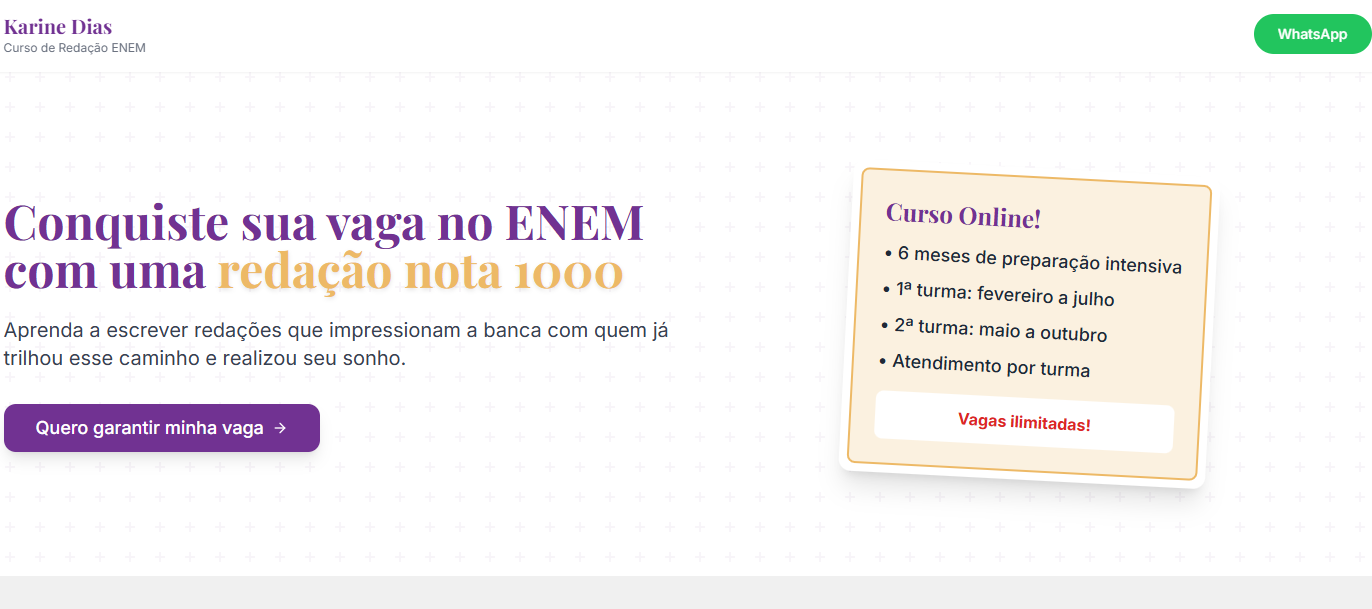 Karine Dias
Curso de Redação ENEM
WhatsApp
Conquiste sua vaga no ENEM
com uma redação nota 1000
Aprenda a escrever redações que impressionam a banca com quem já
trilhou esse caminho e realizou seu sonho.
Quero garantir minha vaga →
Curso Online!
• 6 meses de preparação intensiva
• 1ª turma: fevereiro a julho
• 2ª turma: maio a outubro
• Atendimento por turma
Vagas ilimitadas!